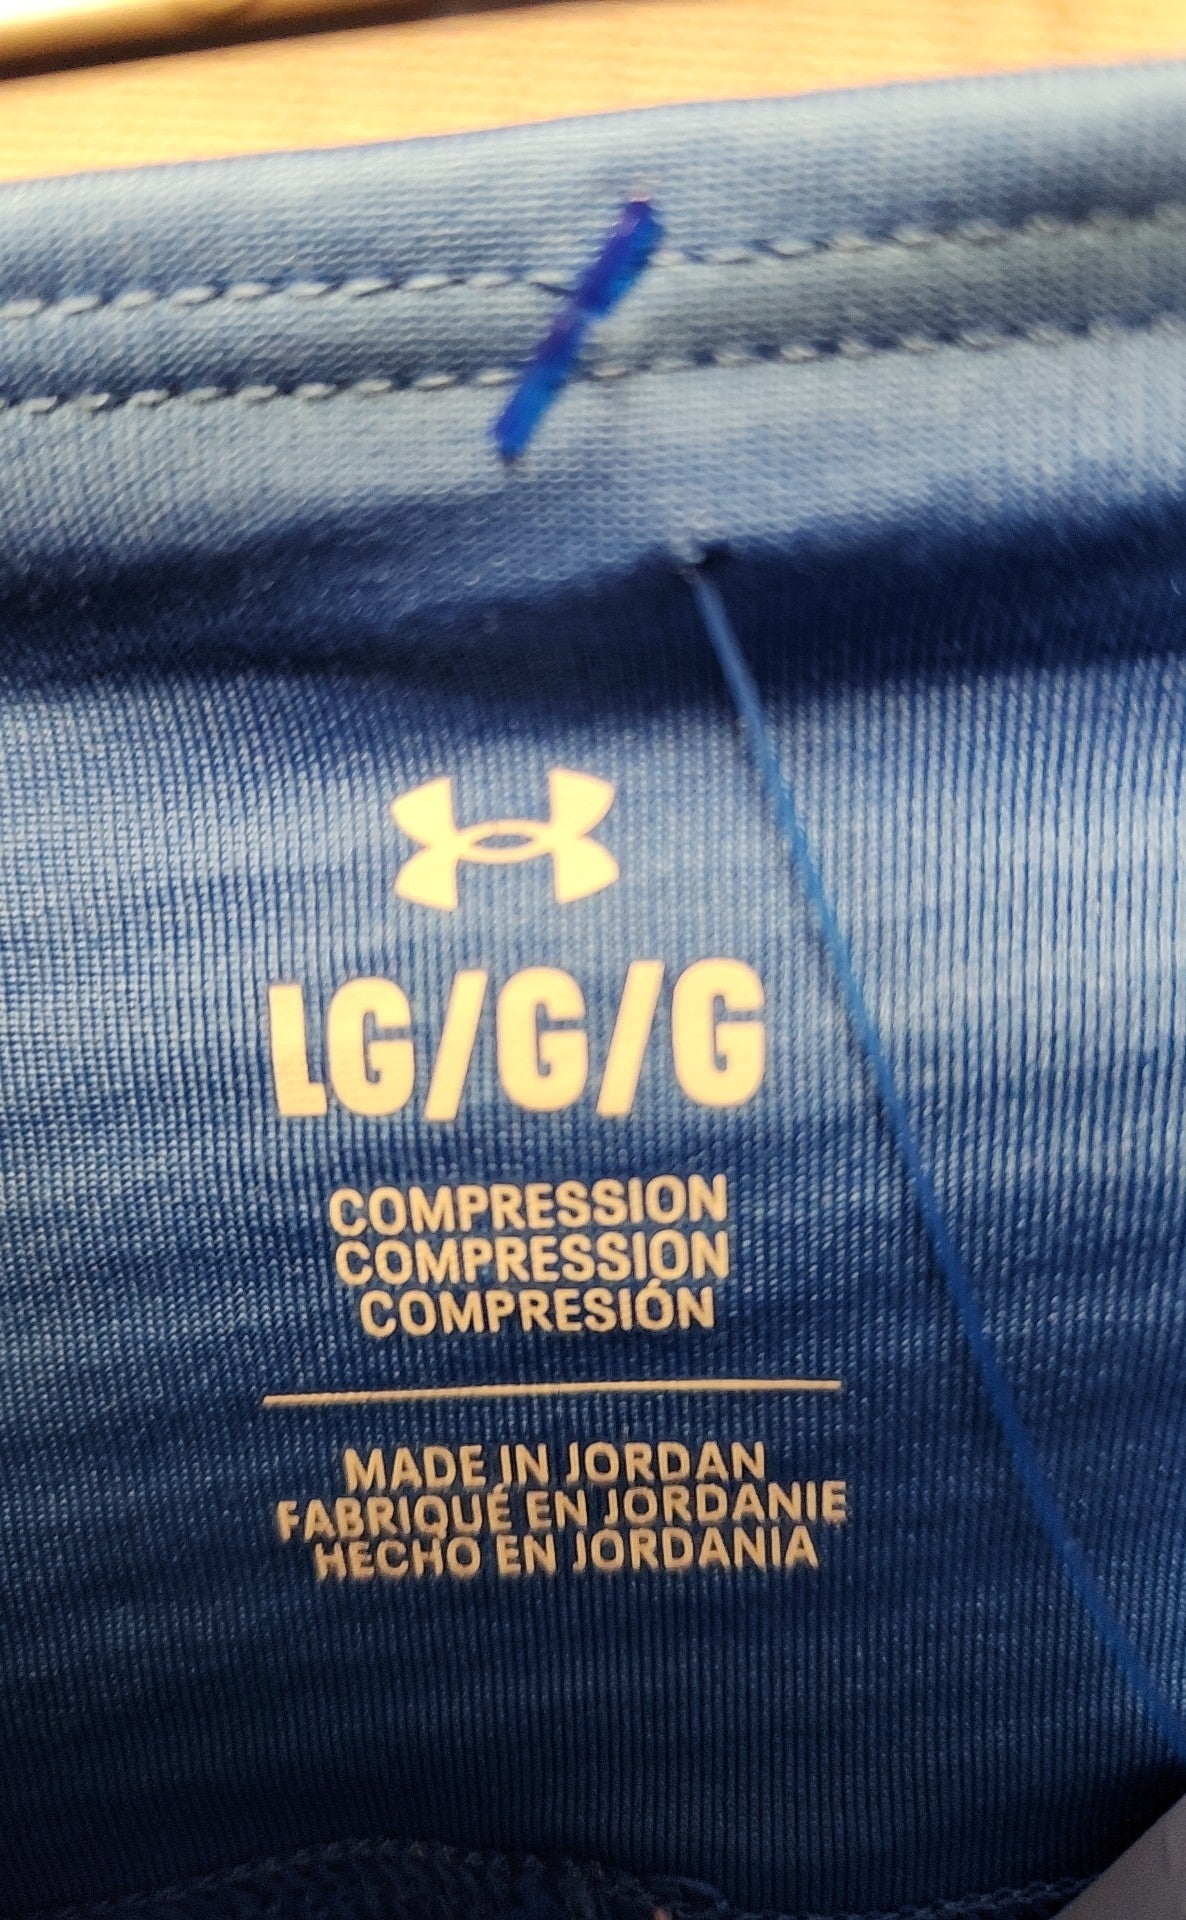 LG/G/G
COMPRESSION
COMPRESSION
COMPRESIÓN
MADE IN JORDAN
FABRIQUÉ EN JORDANIE
HECHO EN JORDANIA